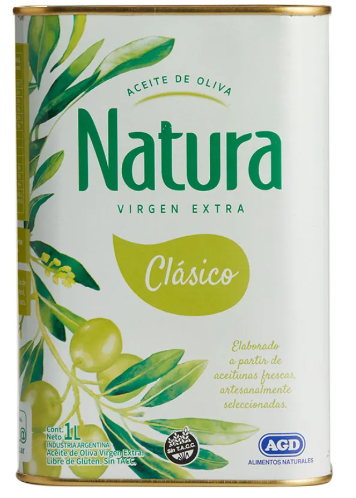 ACEITE DE OLIVA
Natura
VIRGEN EXTRA
Clásico
Elaborado
a partir de
aceitunas frescas,
artesanalmente
seleccionadas.
Cont.
Neto 1L
INDUSTRIA ARGENTINA
Aceite de Oliva Virgen Extra
Libre de Gluten. Sin TACC.
Sin T.A.C.C.
AGD
ALIMENTOS NATURALES